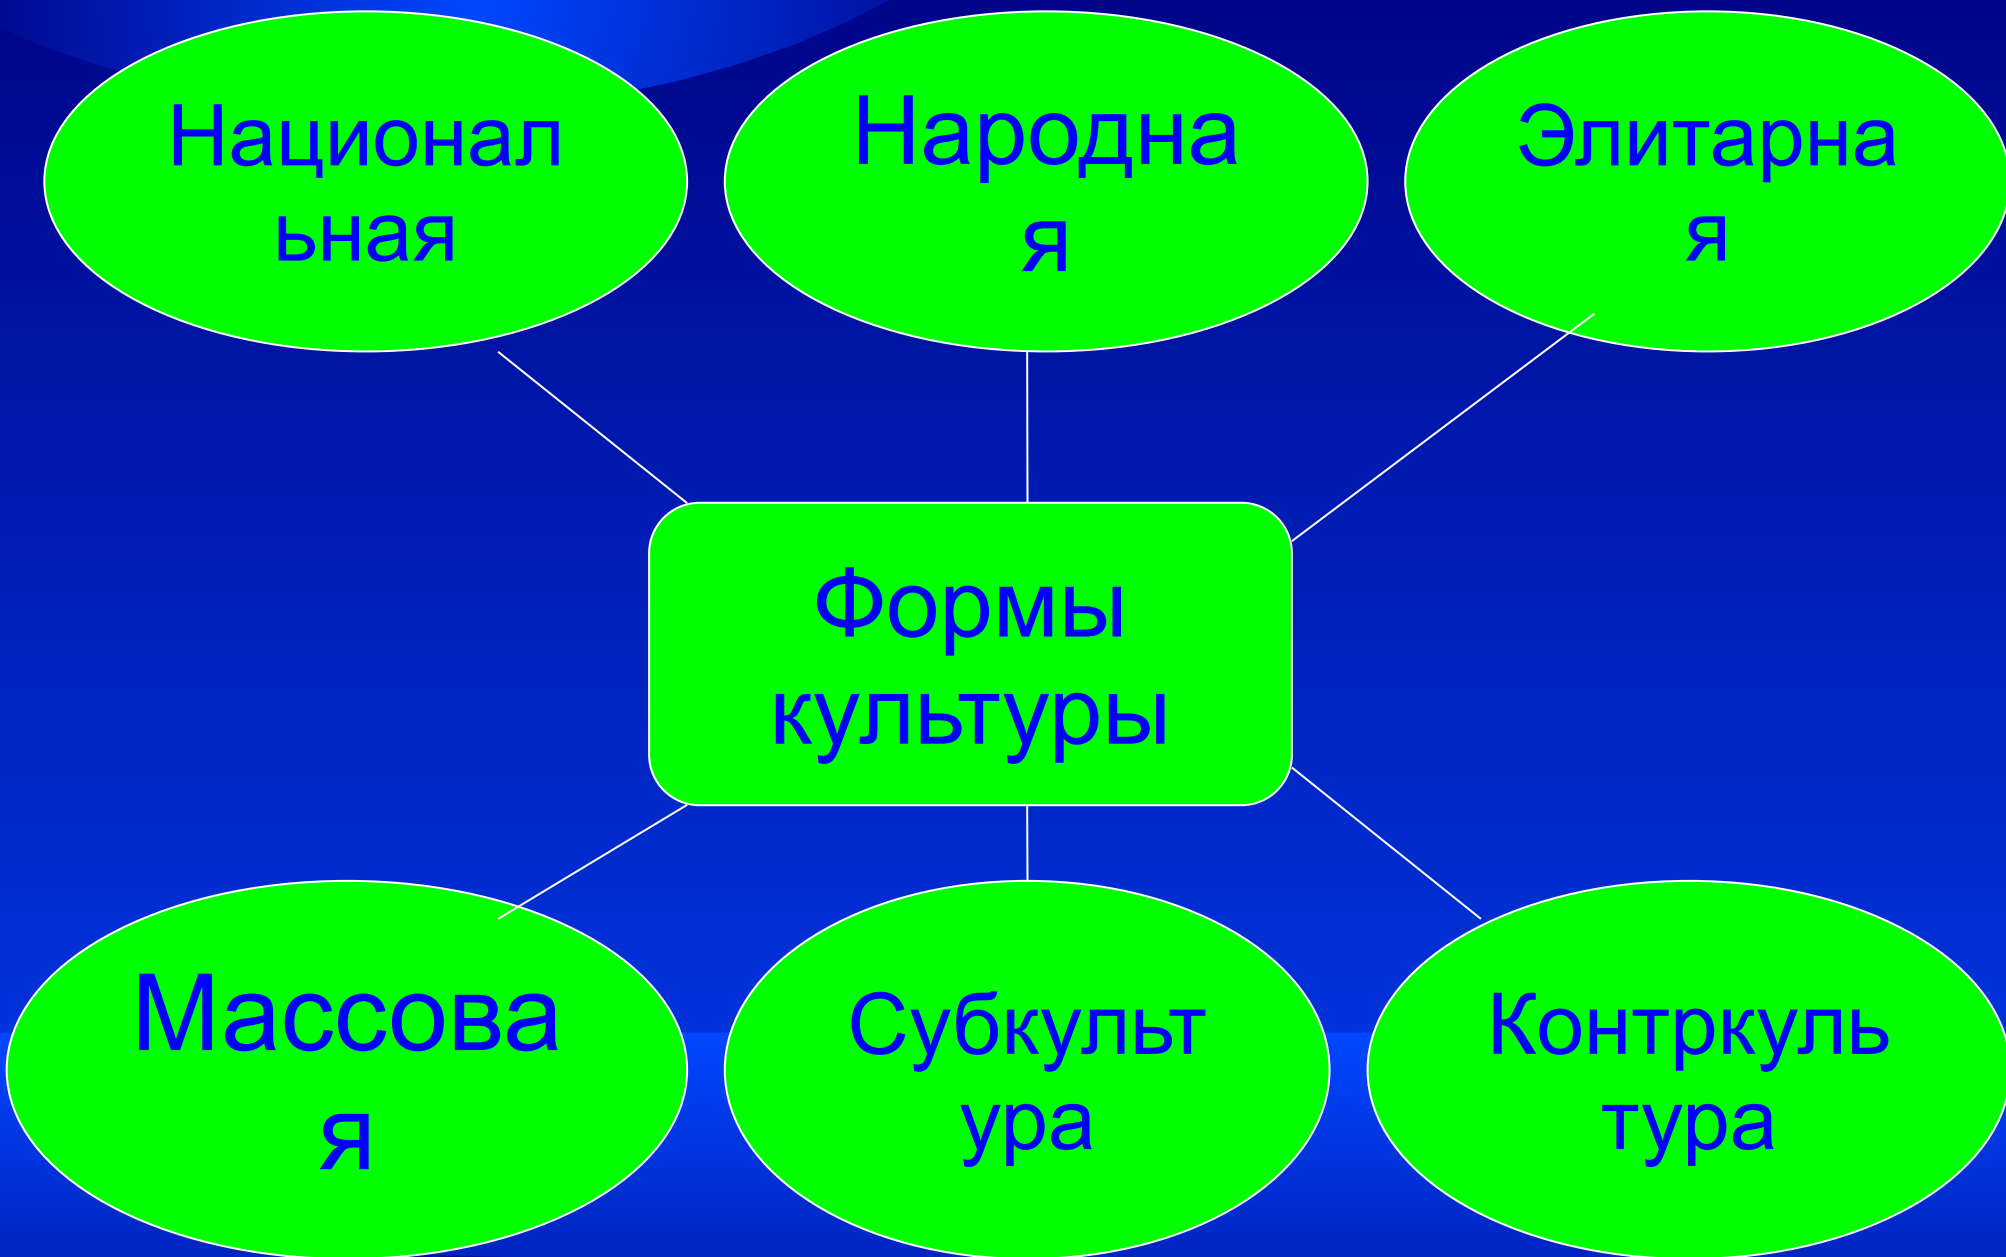 Национал
ьная
Народна
я
Элитарна
я
Формы
культуры
Массова
я
Субкульт
ура
Контркуль
тура